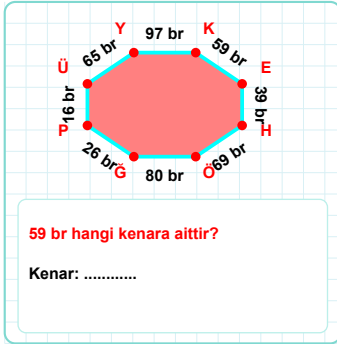 Y
97 br
K
65 br
59 br
Ü
E
16 br
39 br
P
H
26 br
69 br
Ğ
80 br
Ö
59 br hangi kenara aittir?
Kenar: ............